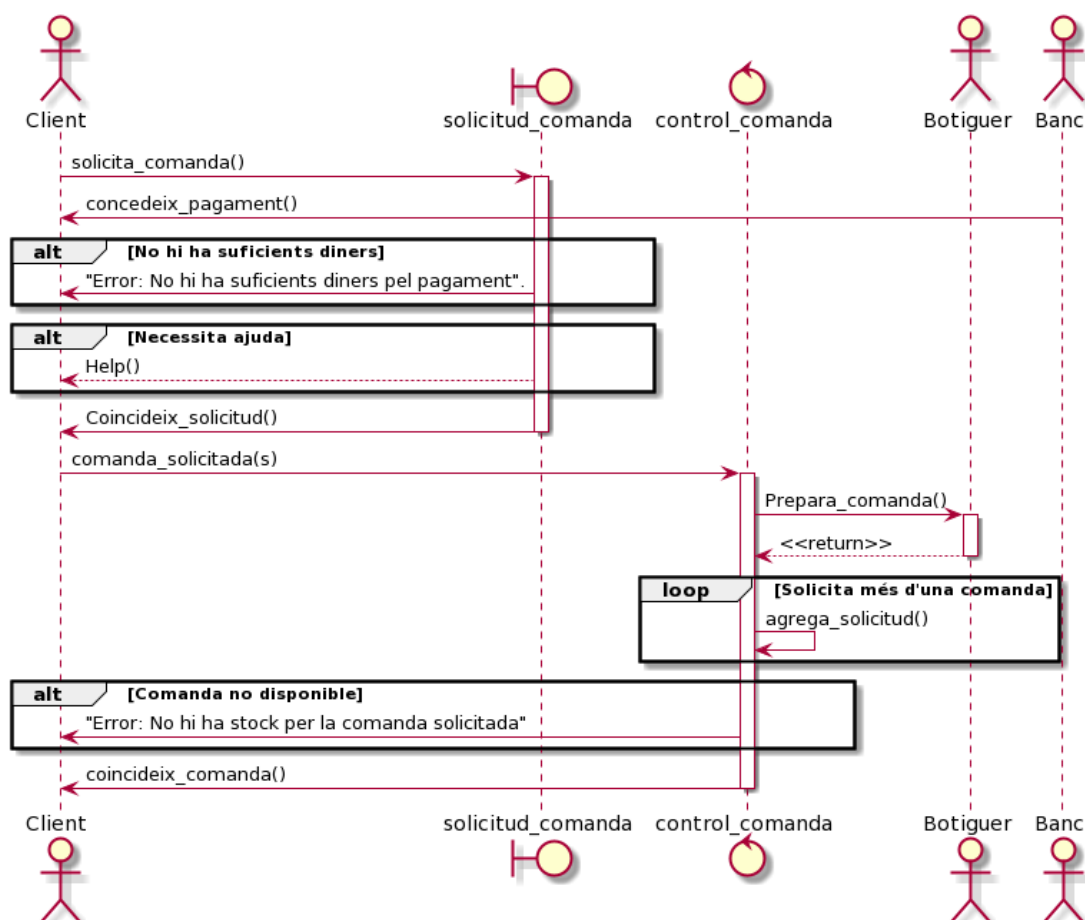 Client
solicitud_comanda
control_comanda
Botiguer
Banc
solicita_comanda()
concedeix_pagament()
alt [No hi ha suficients diners]
"Error: No hi ha suficients diners pel pagament".
alt [Necessita ajuda]
Help()
Coincideix_solicitud()
comanda_solicitada(s)
Prepara_comanda()
<<return>>
loop [Solicita més d'una comanda]
agrega_solicitud()
alt [Comanda no disponible]
"Error: No hi ha stock per la comanda solicitada"
coincideix_comanda()
Client
solicitud_comanda
control_comanda
Botiguer
Banc